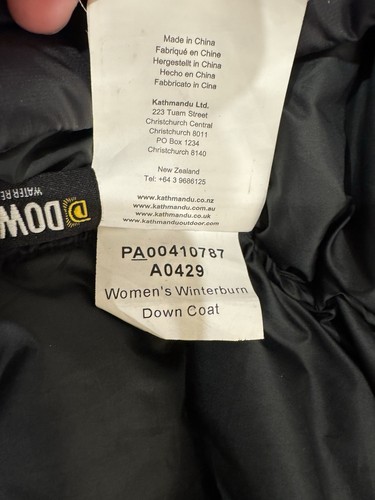 Made in China
Fabriqué en Chine
Hergestellt in China
Hecho en China
Fabbricato in Cina
Kathmandu Ltd.
223 Tuam Street
Christchurch Central
Christchurch 8011
PO Box 1234
Christchurch 8140
New Zealand
Tel: +64 3 9686125
www.kathmandu.co.nz
www.kathmandu.com.au
www.kathmandu.co.uk
www.kathmanduoutdoor.com
PA00410787
A0429
Women's Winterburn
Down Coat